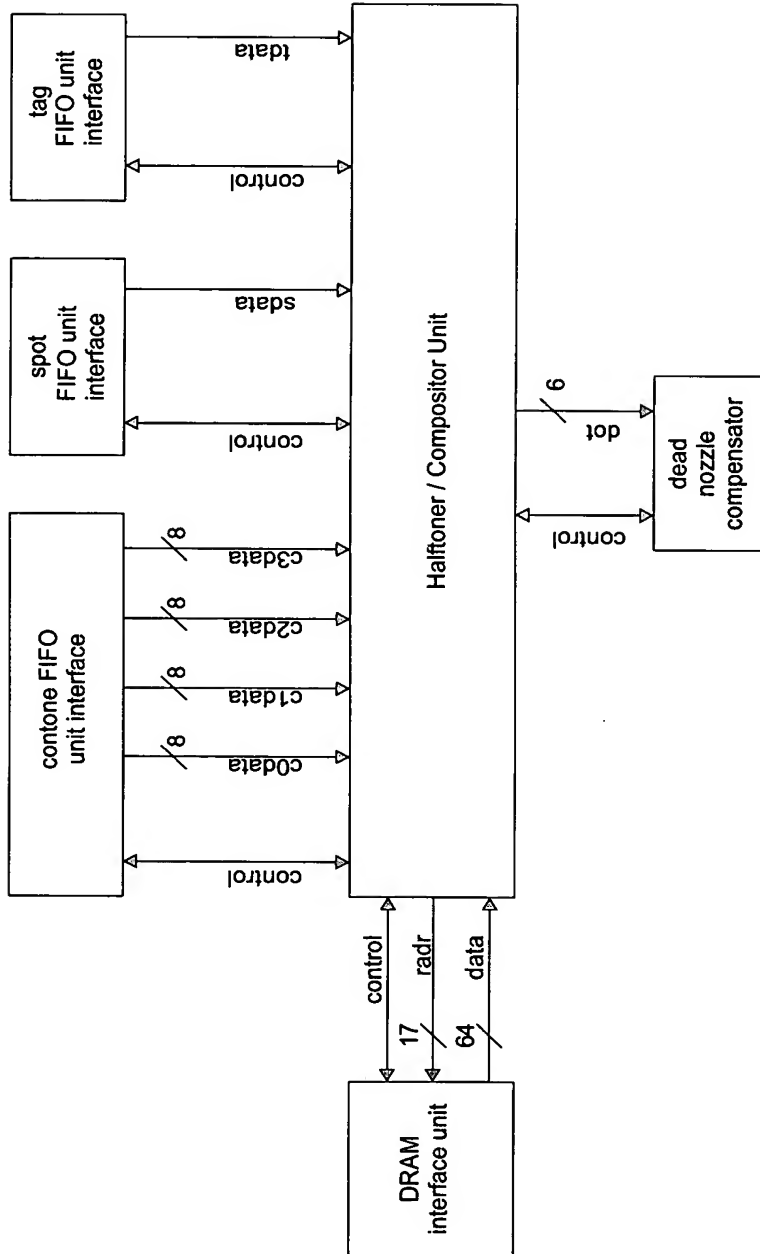 tag
FIFO unit
interface
tdata
control
spot
FIFO unit
interface
sdata
control
contone FIFO
unit interface
8
c3data
8
c2data
8
c1data
8
c0data
control
Halftoner / Compositor Unit
6
dot
control
dead
nozzle
compensator
control
radr
17
data
64
DRAM
interface unit